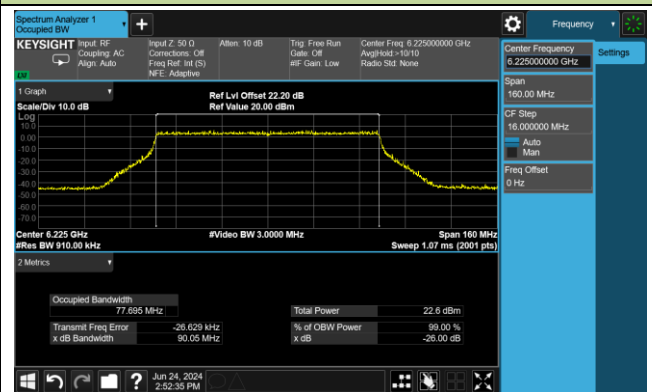 Spectrum Analyzer 1
Occupied BW
Frequency
KEYSIGHT
Input: RF
Coupling: AC
Align: Auto
Input Z: 50 Ω
Corrections: Off
Freq Ref: Int (S)
NFE: Adaptive
Atten: 10 dB
Trig: Free Run
Gate: Off
#IF Gain: Low
Center Freq: 6.225000000 GHz
Avg|Hold:>10/10
Radio Std: None
Center Frequency
6.225000000 GHz
Settings
Span
160.00 MHz
CF Step
16.000000 MHz
Auto
Man
Freq Offset
0 Hz
1 Graph
Scale/Div 10.0 dB
Ref Lvl Offset 22.20 dB
Ref Value 20.00 dBm
Log
10.0
0.00
-10.0
-20.0
-30.0
-40.0
-50.0
-60.0
-70.0
Center 6.225 GHz
#Video BW 3.0000 MHz
Span 160 MHz
#Res BW 910.00 kHz
Sweep 1.07 ms (2001 pts)
2 Metrics
Occupied Bandwidth
77.695 MHz
Total Power 22.6 dBm
Transmit Freq Error -26.629 kHz
% of OBW Power 99.00 %
x dB Bandwidth 90.05 MHz
x dB -26.00 dB
Jun 24, 2024
2:52:35 PM